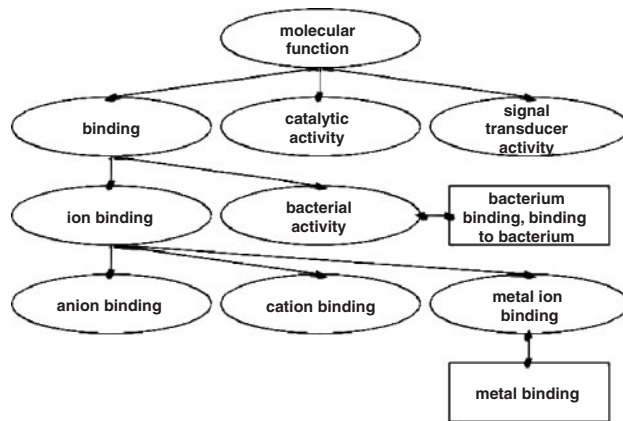 molecular
function
binding
catalytic
activity
signal
transducer
activity
ion binding
bacterial
activity
bacterium
binding, binding
to bacterium
anion binding
cation binding
metal ion
binding
metal binding